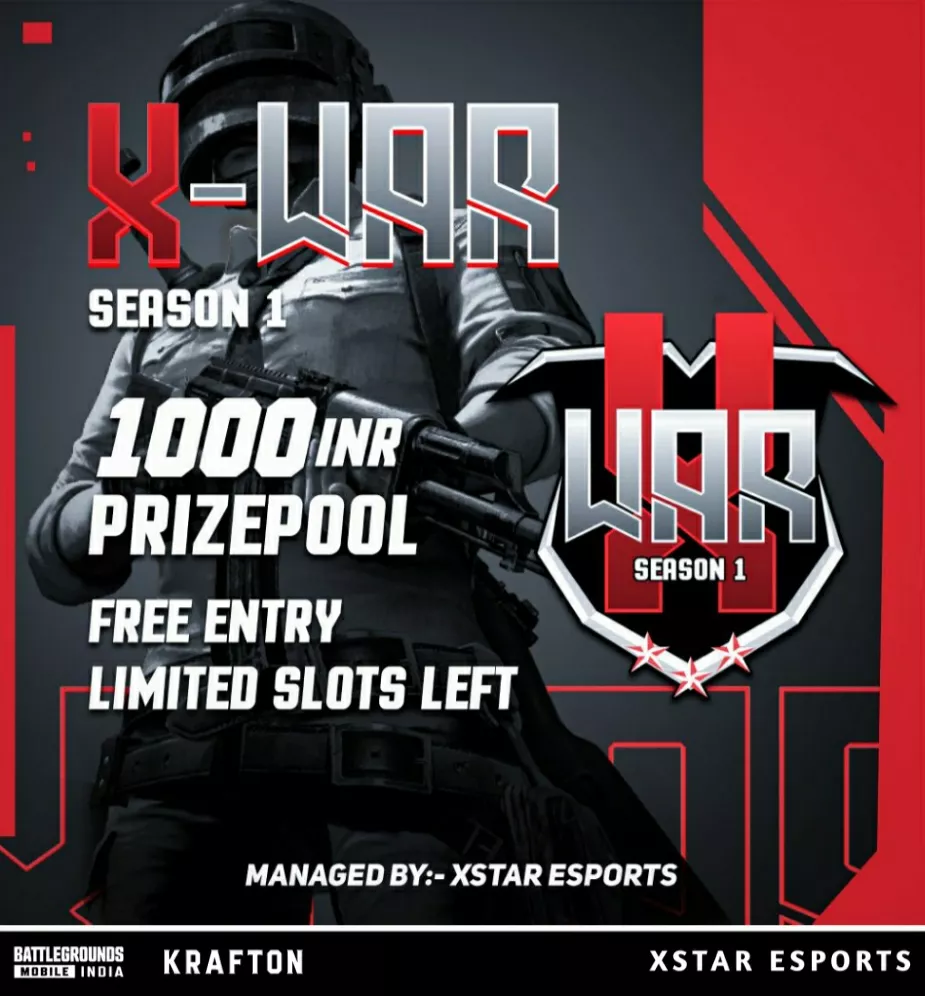 X-WAR
SEASON 1
1000 INR
PRIZEPOOL
FREE ENTRY
LIMITED SLOTS LEFT
X
WAR
SEASON 1
MANAGED BY:- XSTAR ESPORTS
BATTLEGROUNDS
MOBILE INDIA
KRAFTON
XSTAR ESPORTS